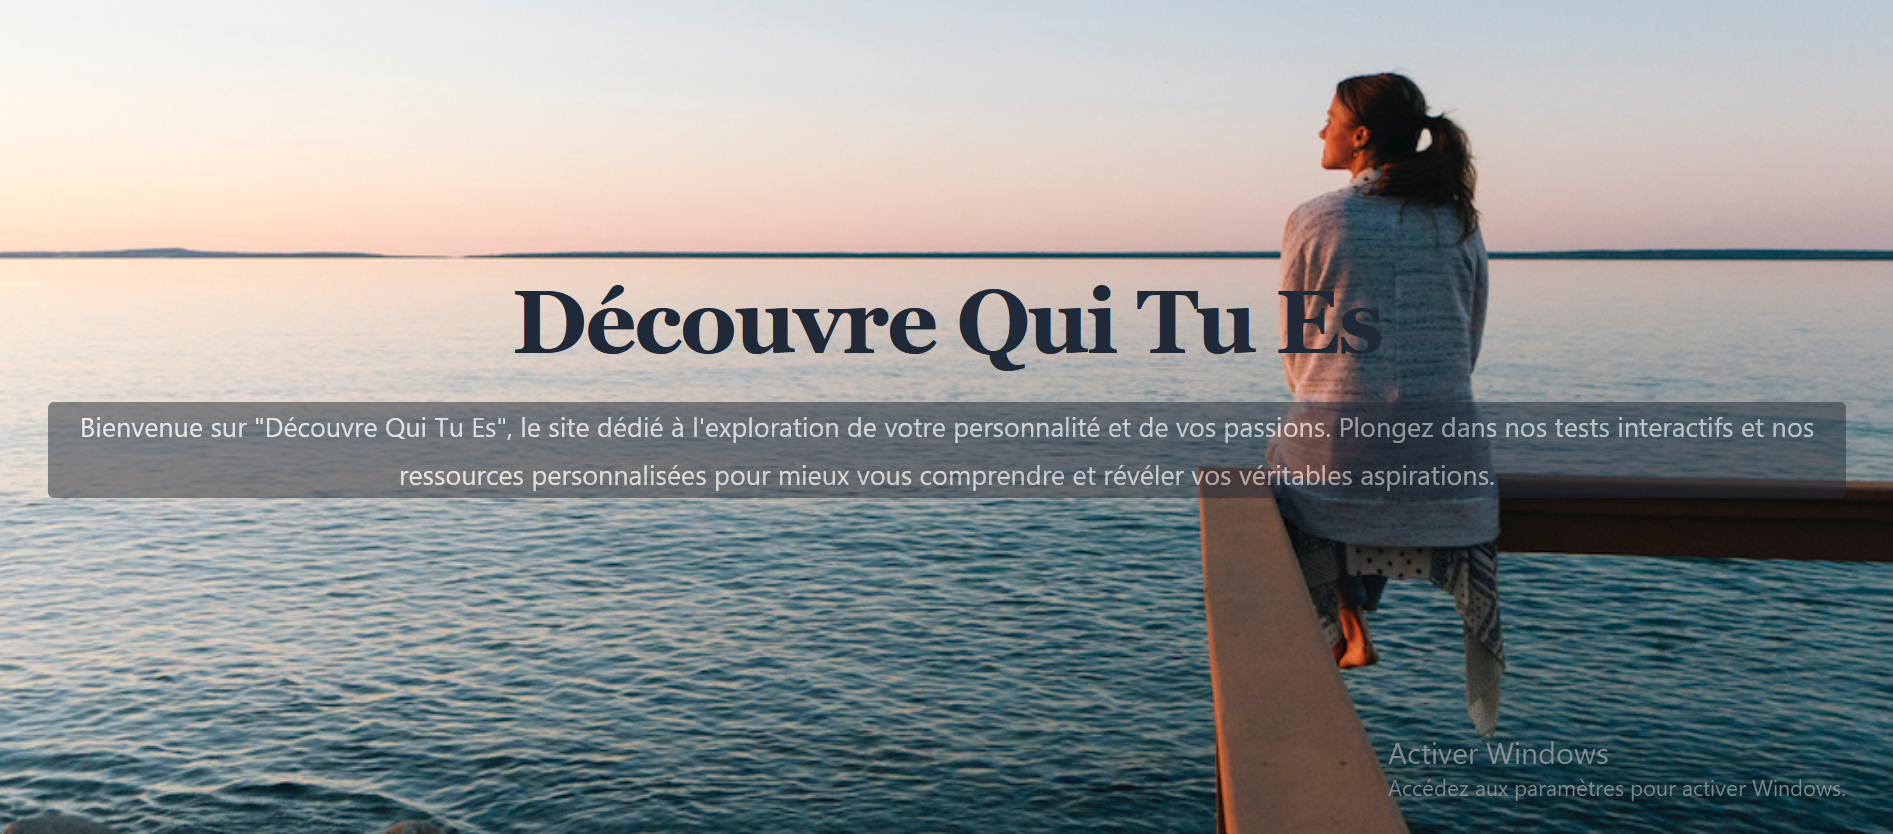 Découvre Qui Tu Es
Bienvenue sur "Découvre Qui Tu Es", le site dédié à l'exploration de votre personnalité et de vos passions. Plongez dans nos tests interactifs et nos
ressources personnalisées pour mieux vous comprendre et révéler vos véritables aspirations.
Activer Windows
Accédez aux paramètres pour activer Windows.